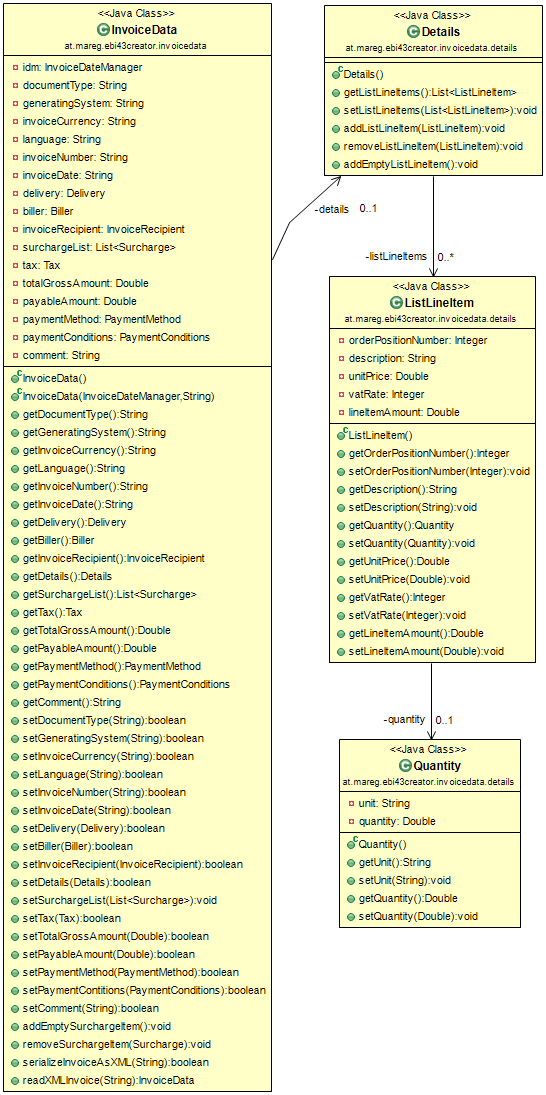 <<Java Class>>
InvoiceData
at.mareg.ebi43creator.invoicedata
idm: InvoiceDateManager
documentType: String
generatingSystem: String
invoiceCurrency: String
language: String
invoiceNumber: String
invoiceDate: String
delivery: Delivery
biller: Biller
invoiceRecipient: InvoiceRecipient
surchargeList: List<Surcharge>
tax: Tax
totalGrossAmount: Double
payableAmount: Double
paymentMethod: PaymentMethod
paymentConditions: PaymentConditions
comment: String
InvoiceData()
InvoiceData(InvoiceDateManager,String)
getDocumentType():String
getGeneratingSystem():String
getInvoiceCurrency():String
getLanguage():String
getInvoiceNumber():String
getInvoiceDate():String
getDelivery():Delivery
getBiller():Biller
getInvoiceRecipient():InvoiceRecipient
getDetails():Details
getSurchargeList():List<Surcharge>
getTax():Tax
getTotalGrossAmount():Double
getPayableAmount():Double
getPaymentMethod():PaymentMethod
getPaymentConditions():PaymentConditions
getComment():String
setDocumentType(String):boolean
setGeneratingSystem(String):boolean
setInvoiceCurrency(String):boolean
setLanguage(String):boolean
setInvoiceNumber(String):boolean
setInvoiceDate(String):boolean
setDelivery(Delivery):boolean
setBiller(Biller):boolean
setInvoiceRecipient(InvoiceRecipient):boolean
setDetails(Details):boolean
setSurchargeList(List<Surcharge>):void
setTax(Tax):boolean
setTotalGrossAmount(Double):boolean
setPayableAmount(Double):boolean
setPaymentMethod(PaymentMethod):boolean
setPaymentContitions(PaymentConditions):boolean
setComment(String):boolean
addEmptySurchargeItem():void
removeSurchargeItem(Surcharge):void
serializeInvoiceAsXML(String):boolean
readXMLInvoice(String):InvoiceData
-details 0..1
<<Java Class>>
Details
at.mareg.ebi43creator.invoicedata.details
Details()
getListLineItems():List<ListLineItem>
setListLineItems(List<ListLineItem>):void
addListLineItem(ListLineItem):void
removeListLineItem(ListLineItem):void
addEmptyListLineItem():void
-listLineItems 0..*
<<Java Class>>
ListLineItem
at.mareg.ebi43creator.invoicedata.details
orderPositionNumber: Integer
description: String
unitPrice: Double
vatRate: Integer
lineItemAmount: Double
ListLineItem()
getOrderPositionNumber():Integer
setOrderPositionNumber(Integer):void
getDescription():String
setDescription(String):void
getQuantity():Quantity
setQuantity(Quantity):void
getUnitPrice():Double
setUnitPrice(Double):void
getVatRate():Integer
setVatRate(Integer):void
getLineItemAmount():Double
setLineItemAmount(Double):void
-quantity 0..1
<<Java Class>>
Quantity
at.mareg.ebi43creator.invoicedata.details
unit: String
quantity: Double
Quantity()
getUnit():String
setUnit(String):void
getQuantity():Double
setQuantity(Double):void